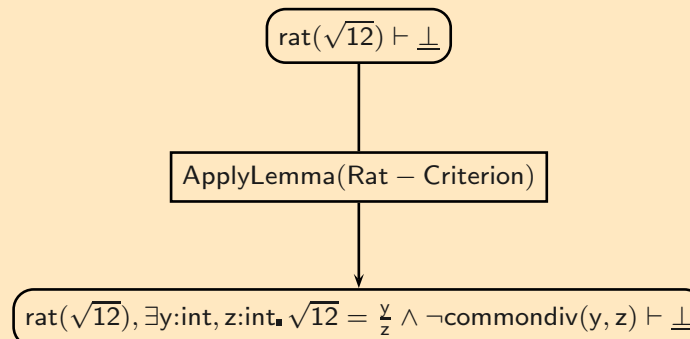 rat(√12) ⊢ ⊥
ApplyLemma(Rat − Criterion)
rat(√12), ∃y:int, z:int. √12 = y/z ∧ ¬commondiv(y, z) ⊢ ⊥